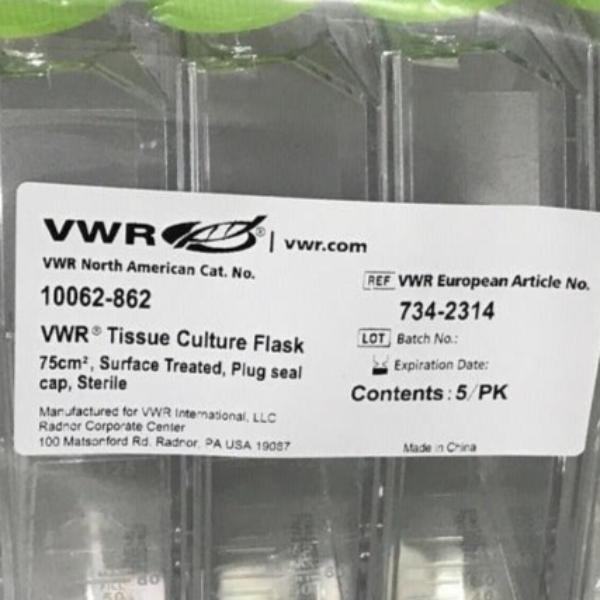 VWR® | vwr.com
VWR North American Cat. No.
10062-862
VWR® Tissue Culture Flask
75cm², Surface Treated, Plug seal
cap, Sterile
Manufactured for VWR International, LLC
Radnor Corporate Center
100 Matsonford Rd. Radnor, PA USA 19087
REF VWR European Article No.
734-2314
LOT Batch No.:
Expiration Date:
Contents: 5/PK
Made in China